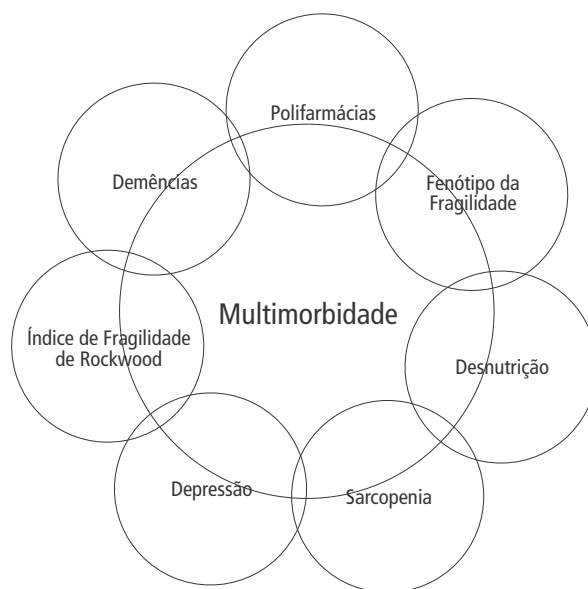 Polifarmácias
Demências
Fenótipo da
Fragilidade
Multimorbidade
Índice de Fragilidade
de Rockwood
Desnutrição
Depressão
Sarcopenia